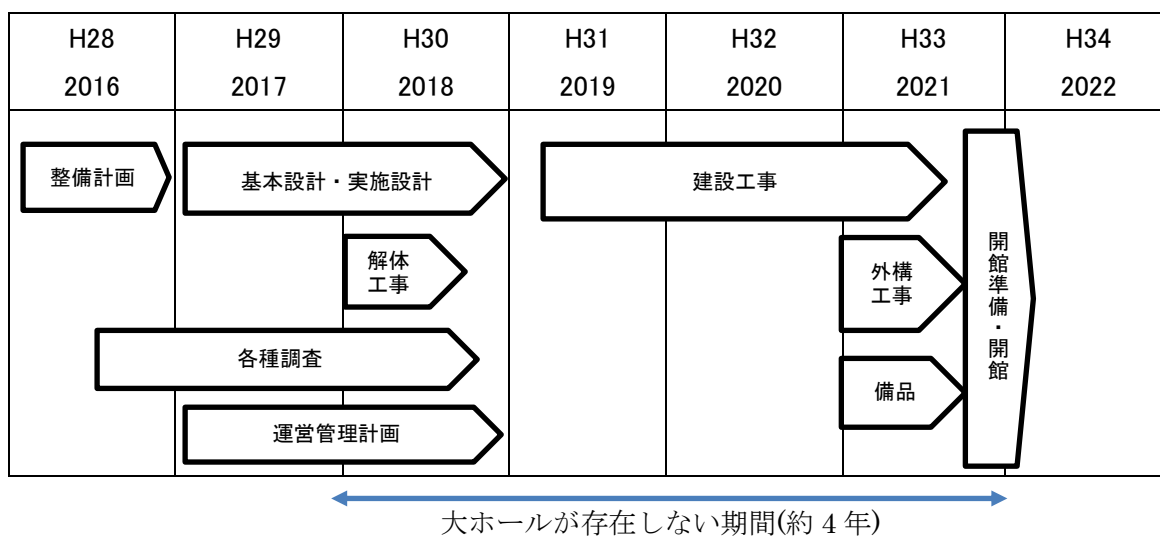 H28 H29 H30 H31 H32 H33 H34
2016 2017 2018 2019 2020 2021 2022
整備計画
基本設計・実施設計
建設工事
解体
工事
外構
工事
開館準備・開館
各種調査
備品
運営管理計画
大ホールが存在しない期間(約 4 年)